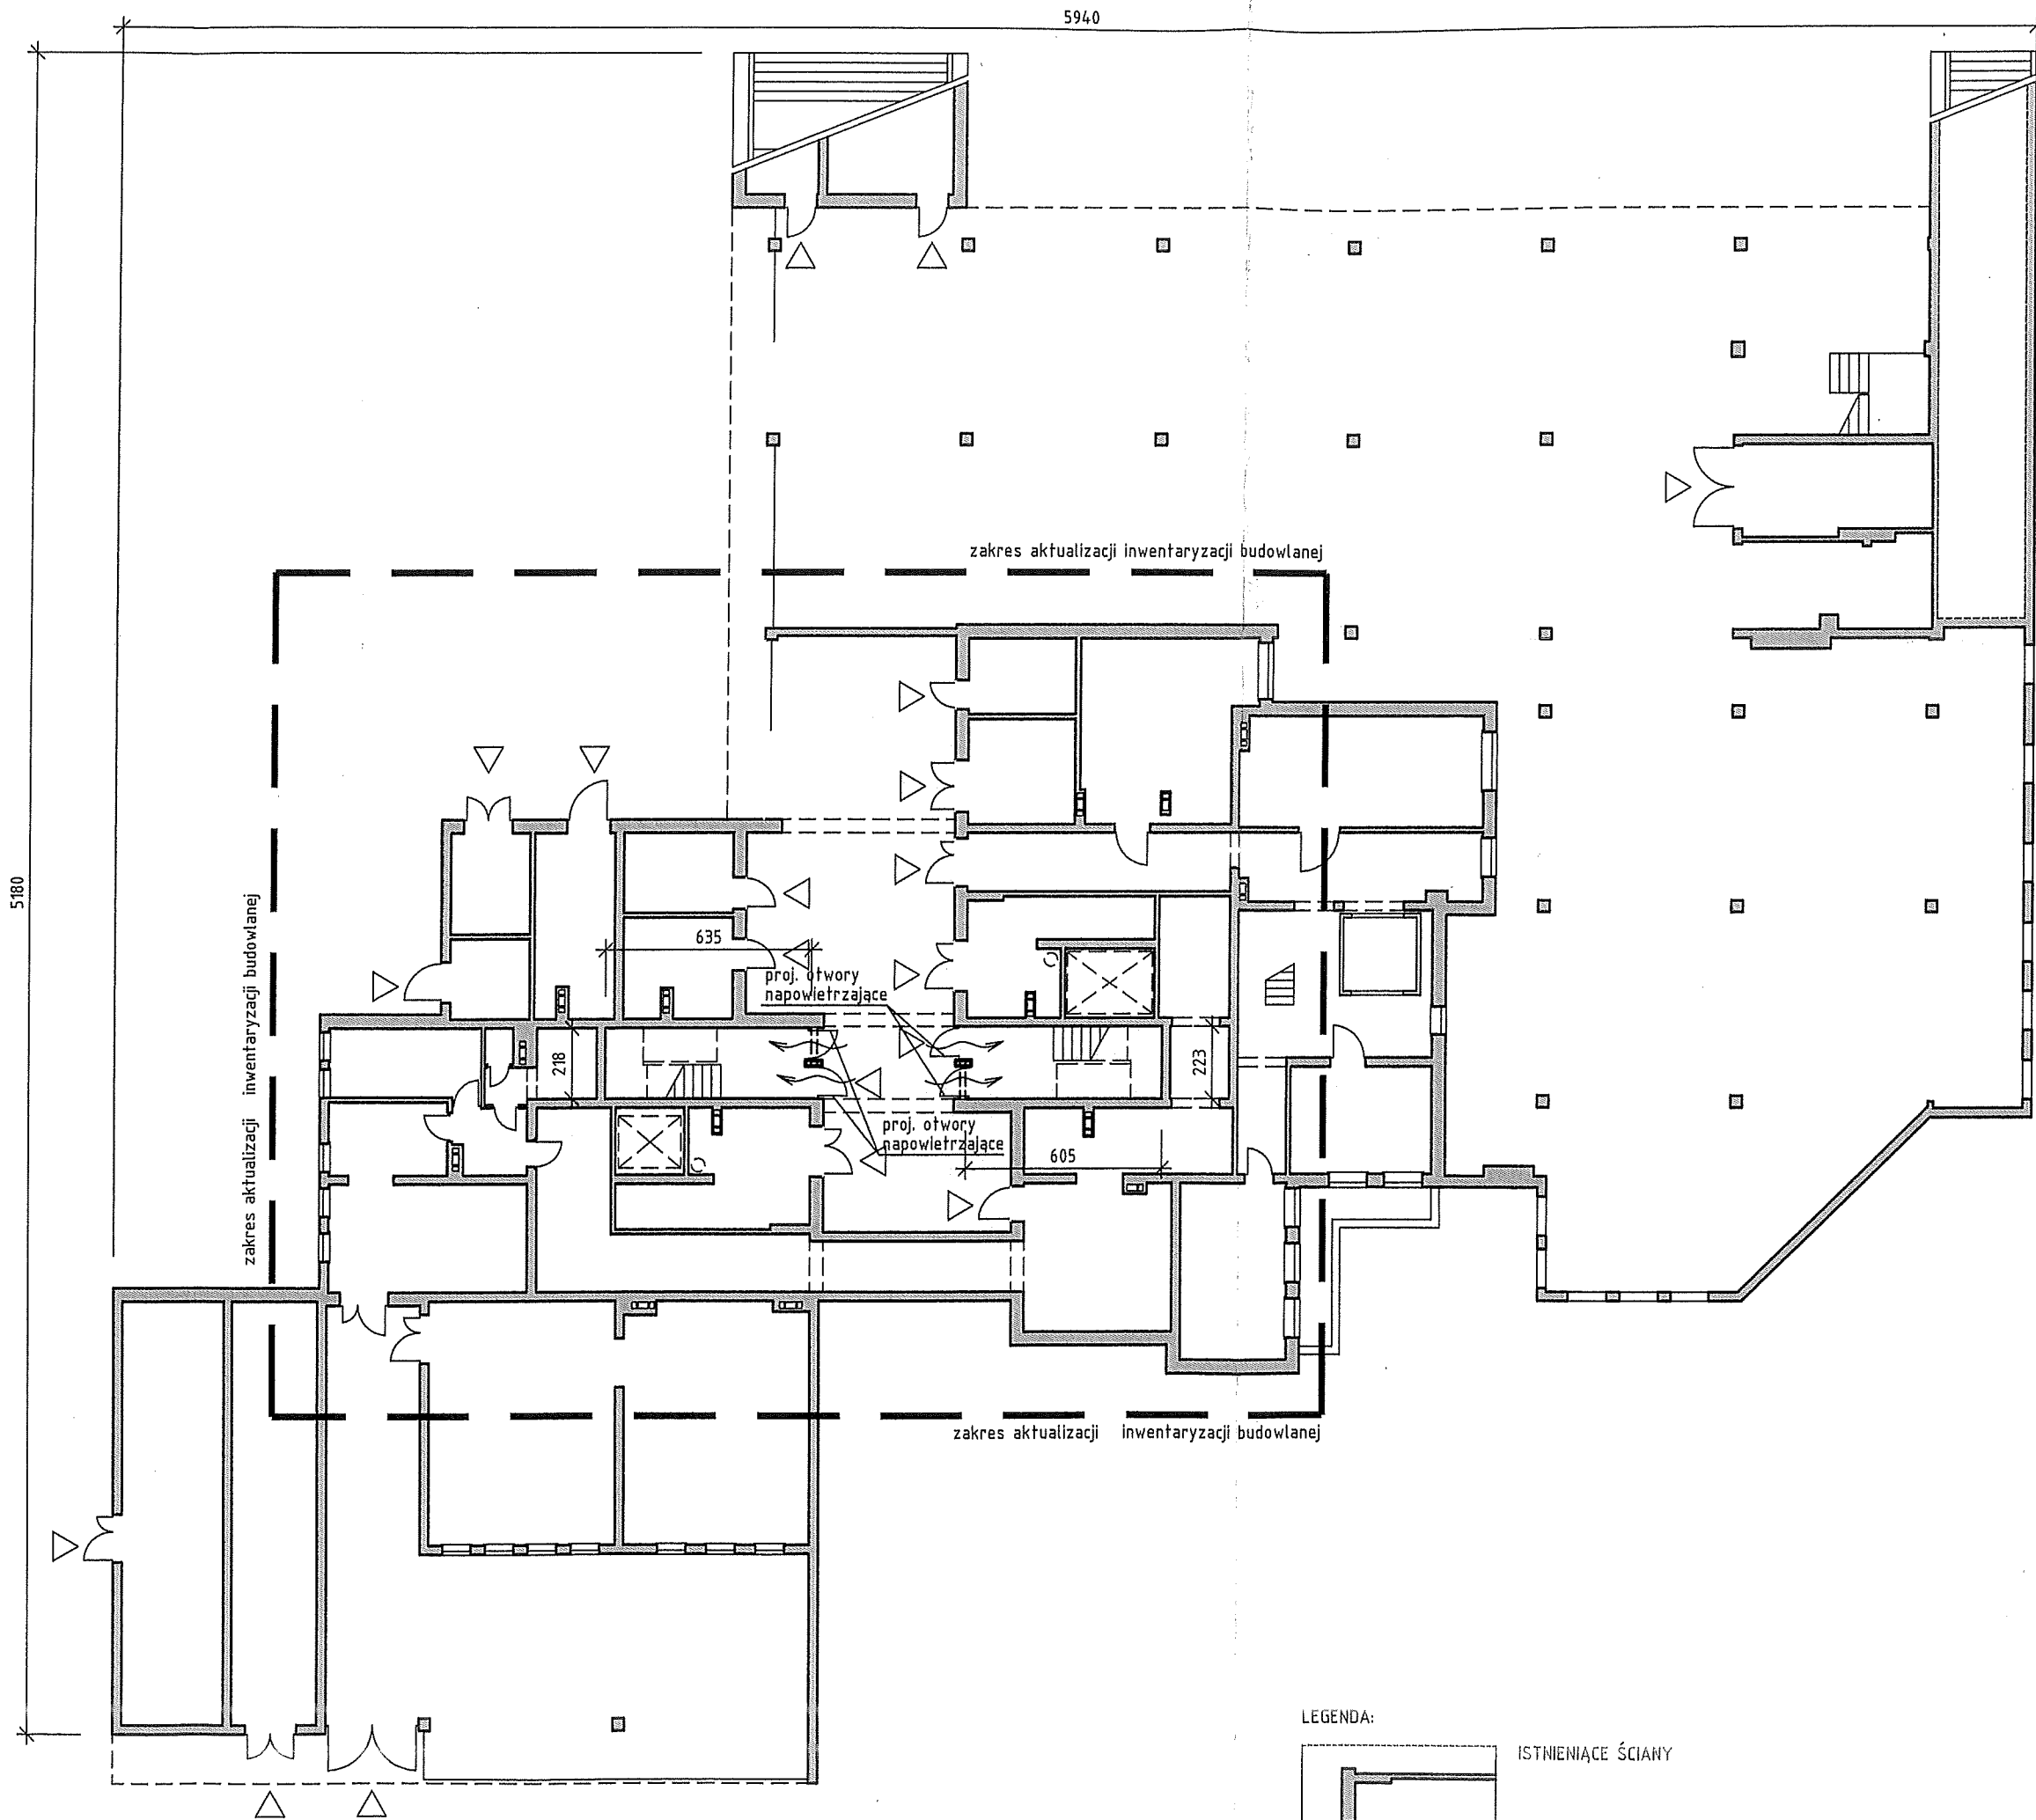 5940
zakres aktualizacji inwentaryzacji budowlanej
5180
zakres aktualizacji inwentaryzacji budowlanej
635
proj. otwory
napowietrzające
218
223
proj. otwory
napowietrzające
605
zakres aktualizacji inwentaryzacji budowlanej
LEGENDA:
ISTNIENIĄCE ŚCIANY